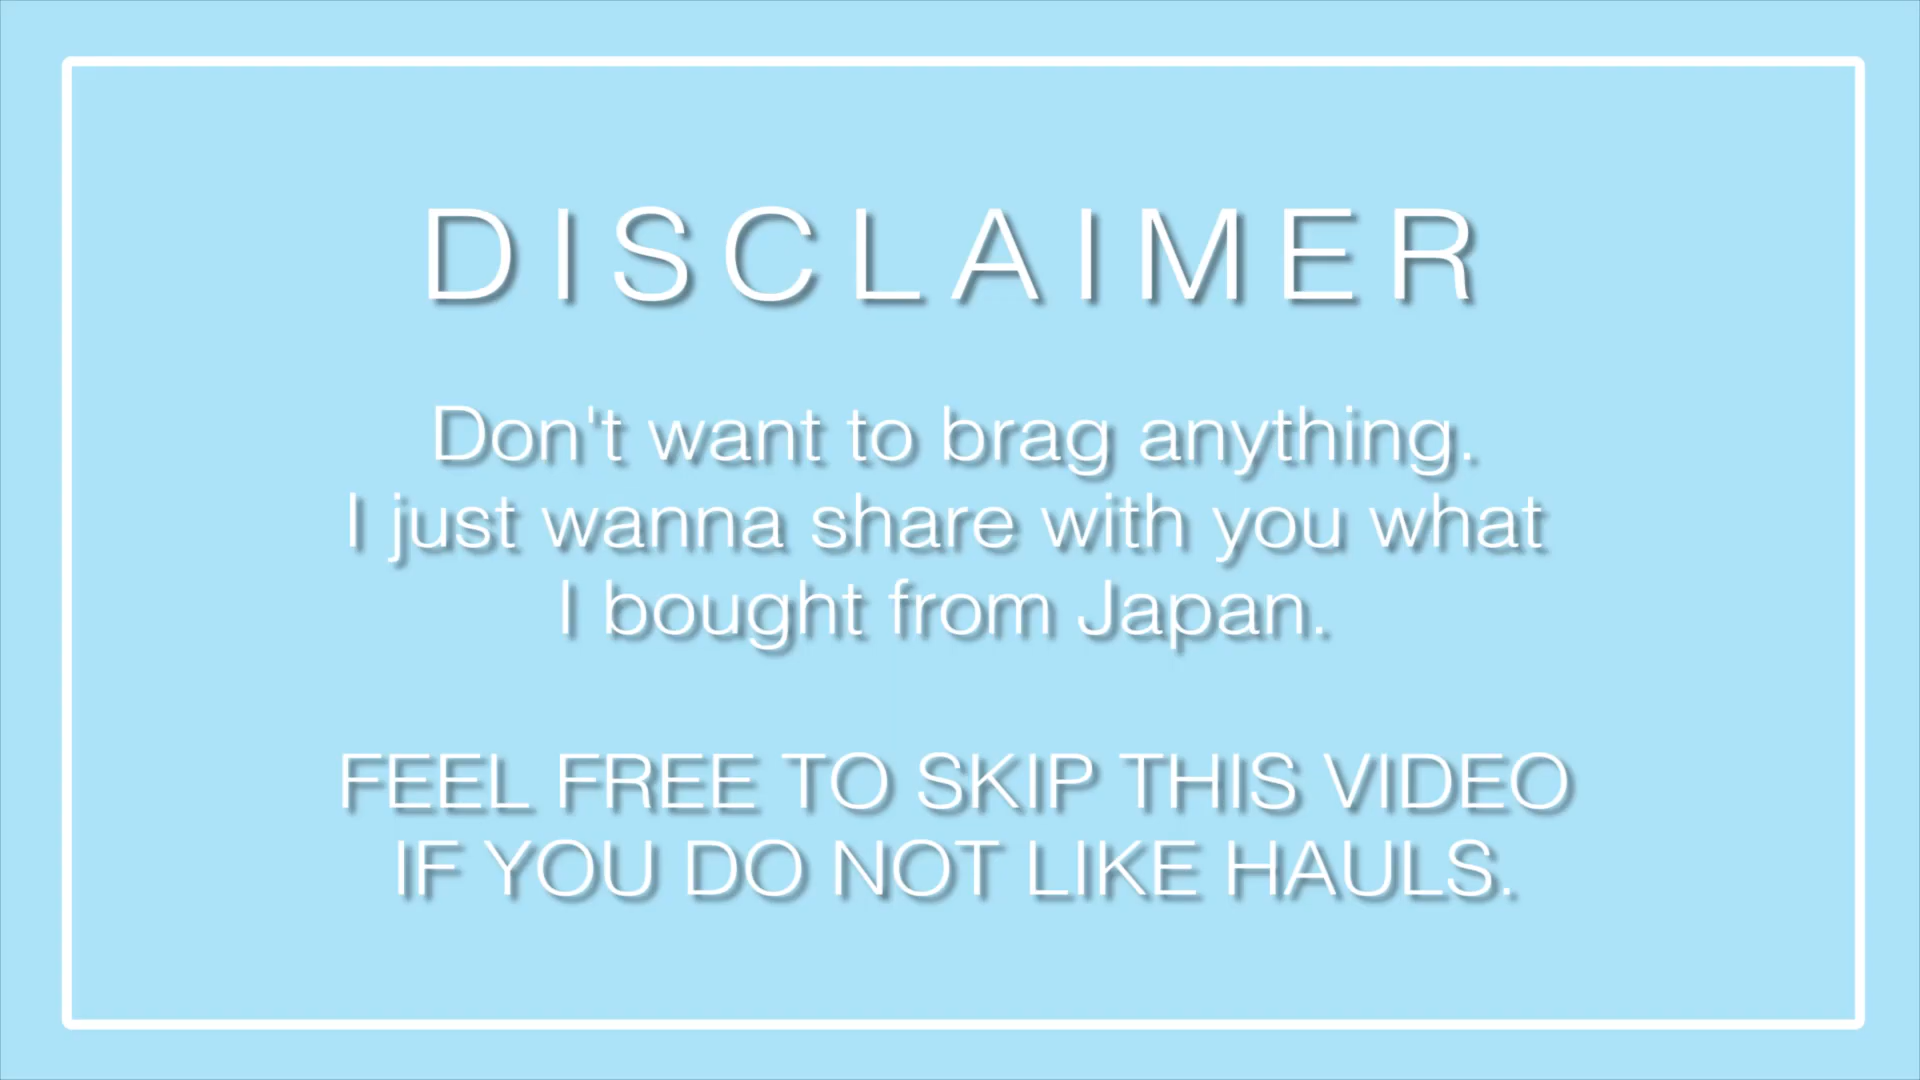 DISCLAIMER
Don't want to brag anything.
I just wanna share with you what
I bought from Japan.
FEEL FREE TO SKIP THIS VIDEO
IF YOU DO NOT LIKE HAULS.